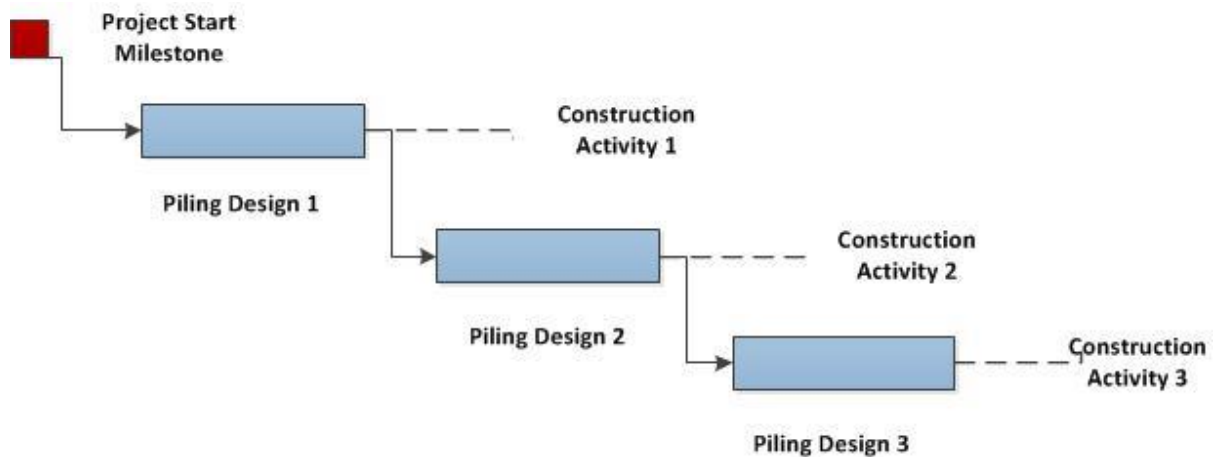 Project Start
Milestone
Construction
Activity 1
Piling Design 1
Construction
Activity 2
Piling Design 2
Construction
Activity 3
Piling Design 3